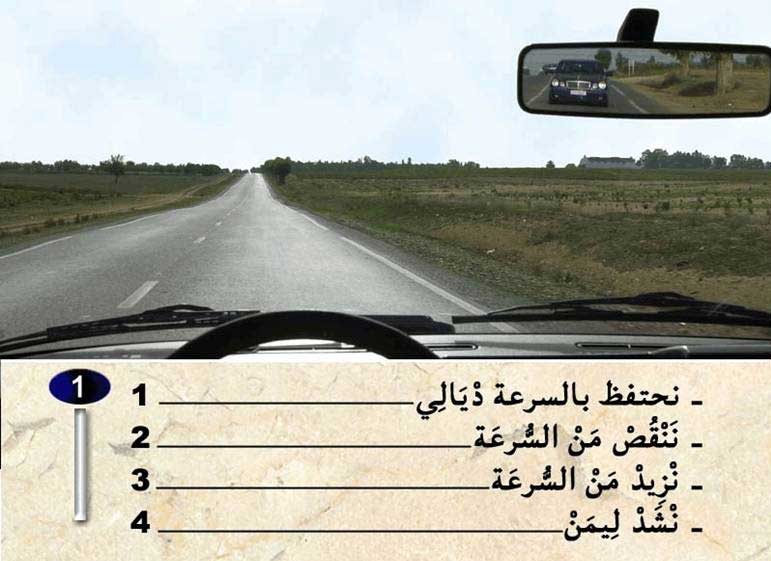 1
- نحتفظ بالسرعة دْيَالِي 1
- نَنْقُصْ مَنْ السُّرعَة 2
- نْزِيدْ مَنْ السُّرعَة 3
- نْشَدْ لِيمَنْ 4